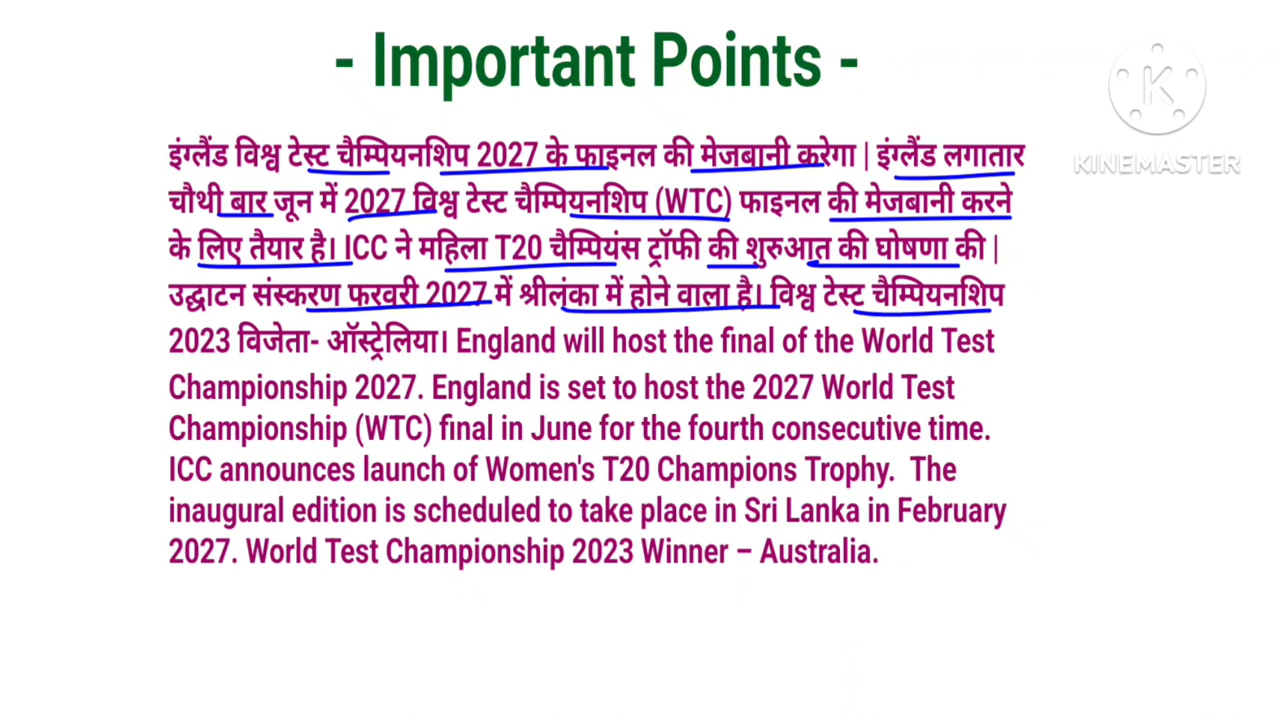 - Important Points -
K
KINEMASTER
इंग्लैंड विश्व टेस्ट चैम्पियनशिप 2027 के फाइनल की मेजबानी करेगा | इंग्लैंड लगातार
चौथी बार जून में 2027 विश्व टेस्ट चैम्पियनशिप (WTC) फाइनल की मेजबानी करने
के लिए तैयार है। ICC ने महिला T20 चैम्पियंस ट्रॉफी की शुरुआत की घोषणा की |
उद्घाटन संस्करण फरवरी 2027 में श्रीलंका में होने वाला है। विश्व टेस्ट चैम्पियनशिप
2023 विजेता- ऑस्ट्रेलिया। England will host the final of the World Test
Championship 2027. England is set to host the 2027 World Test
Championship (WTC) final in June for the fourth consecutive time.
ICC announces launch of Women's T20 Champions Trophy. The
inaugural edition is scheduled to take place in Sri Lanka in February
2027. World Test Championship 2023 Winner – Australia.